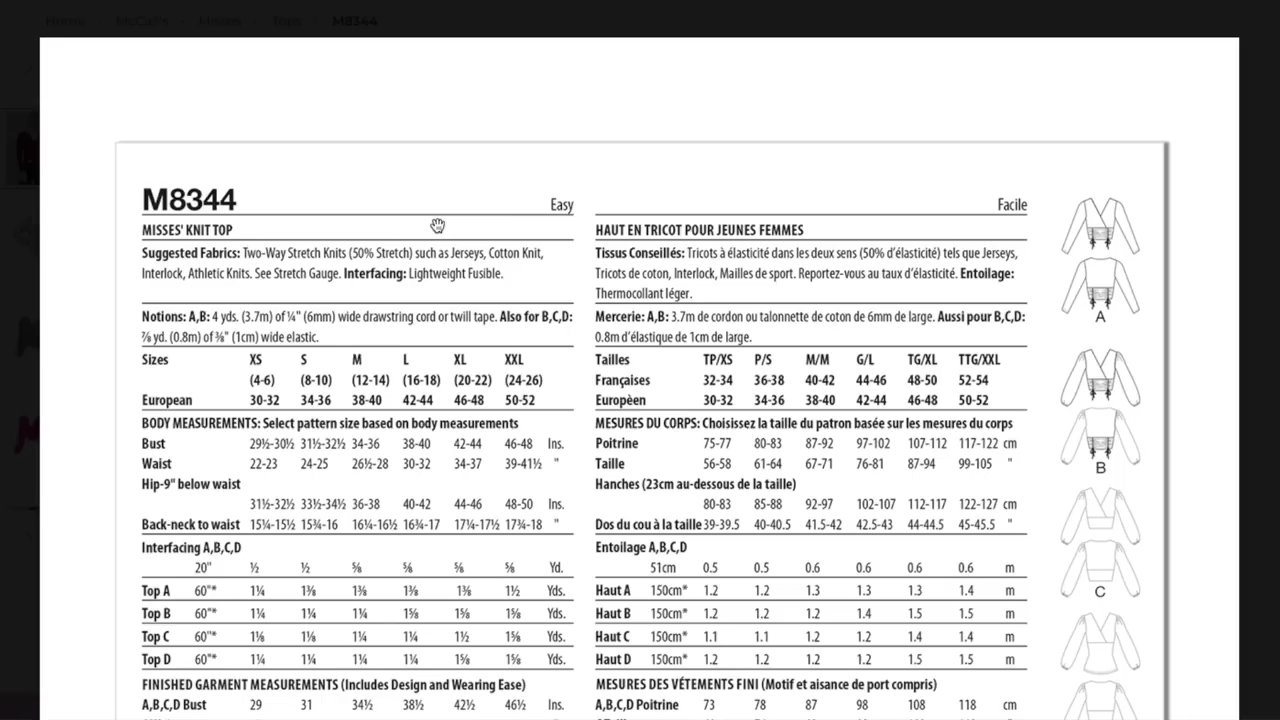 Home McCall's Misses Tops M8344
M8344 Easy
MISSES' KNIT TOP
Suggested Fabrics: Two-Way Stretch Knits (50% Stretch) such as Jerseys, Cotton Knit,
Interlock, Athletic Knits. See Stretch Gauge. Interfacing: Lightweight Fusible.
Notions: A,B: 4 yds. (3.7m) of ¼" (6mm) wide drawstring cord or twill tape. Also for B,C,D:
⅞ yd. (0.8m) of ⅜" (1cm) wide elastic.
Sizes XS S M L XL XXL
(4-6) (8-10) (12-14) (16-18) (20-22) (24-26)
European 30-32 34-36 38-40 42-44 46-48 50-52
BODY MEASUREMENTS: Select pattern size based on body measurements
Bust 29½-30½ 31½-32½ 34-36 38-40 42-44 46-48 Ins.
Waist 22-23 24-25 26½-28 30-32 34-37 39-41½ "
Hip-9" below waist
31½-32½ 33½-34½ 36-38 40-42 44-46 48-50 Ins.
Back-neck to waist 15¼-15½ 15¾-16 16¼-16½ 16¾-17 17¼-17½ 17¾-18 "
Interfacing A,B,C,D
20" ½ ½ ⅝ ⅝ ⅝ ⅝ Yd.
Top A 60"* 1¼ 1⅜ 1⅜ 1⅜ 1⅜ 1½ Yds.
Top B 60"* 1¼ 1¼ 1¼ 1⅝ 1⅝ 1⅝ Yds.
Top C 60"* 1⅛ 1⅛ 1¼ 1¼ 1½ 1⅝ Yds.
Top D 60"* 1¼ 1¼ 1¼ 1¼ 1⅝ 1⅝ Yds.
FINISHED GARMENT MEASUREMENTS (Includes Design and Wearing Ease)
A,B,C,D Bust 29 31 34½ 38½ 42½ 46½ Ins.
Facile
HAUT EN TRICOT POUR JEUNES FEMMES
Tissus Conseillés: Tricots à élasticité dans les deux sens (50% d'élasticité) tels que Jerseys,
Tricots de coton, Interlock, Mailles de sport. Reportez-vous au taux d'élasticité. Entoilage:
Thermocollant léger.
Mercerie: A,B: 3.7m de cordon ou talonnette de coton de 6mm de large. Aussi pour B,C,D:
0.8m d'élastique de 1cm de large.
Tailles TP/XS P/S M/M G/L TG/XL TTG/XXL
Françaises 32-34 36-38 40-42 44-46 48-50 52-54
Europèen 30-32 34-36 38-40 42-44 46-48 50-52
MESURES DU CORPS: Choisissez la taille du patron basée sur les mesures du corps
Poitrine 75-77 80-83 87-92 97-102 107-112 117-122 cm
Taille 56-58 61-64 67-71 76-81 87-94 99-105 "
Hanches (23cm au-dessous de la taille)
80-83 85-88 92-97 102-107 112-117 122-127 cm
Dos du cou à la taille 39-39.5 40-40.5 41.5-42 42.5-43 44-44.5 45-45.5 "
Entoilage A,B,C,D
51cm 0.5 0.5 0.6 0.6 0.6 0.6 m
Haut A 150cm* 1.2 1.2 1.3 1.3 1.3 1.4 m
Haut B 150cm* 1.2 1.2 1.2 1.4 1.5 1.5 m
Haut C 150cm* 1.1 1.1 1.2 1.2 1.4 1.4 m
Haut D 150cm* 1.2 1.2 1.2 1.2 1.5 1.5 m
MESURES DES VÉTEMENTS FINI (Motif et aisance de port compris)
A,B,C,D Poitrine 73 78 87 98 108 118 cm
A
B
C